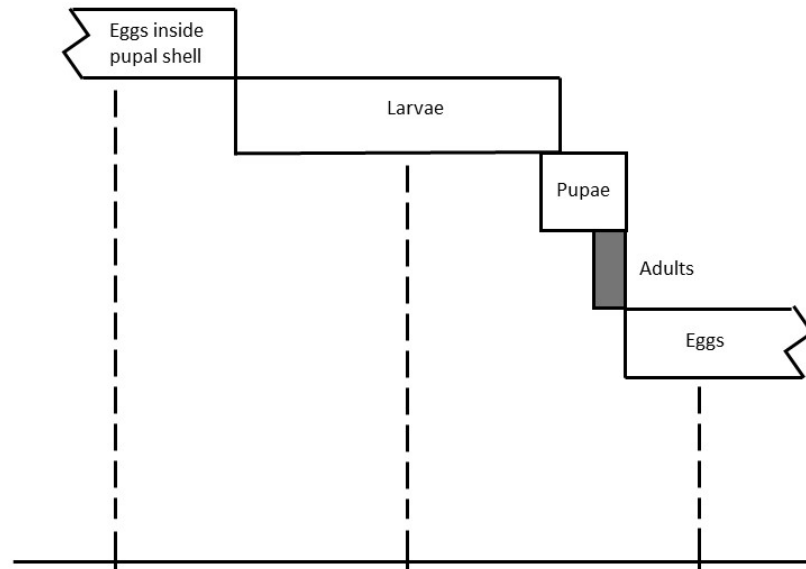 Eggs inside
pupal shell
Larvae
Pupae
Adults
Eggs